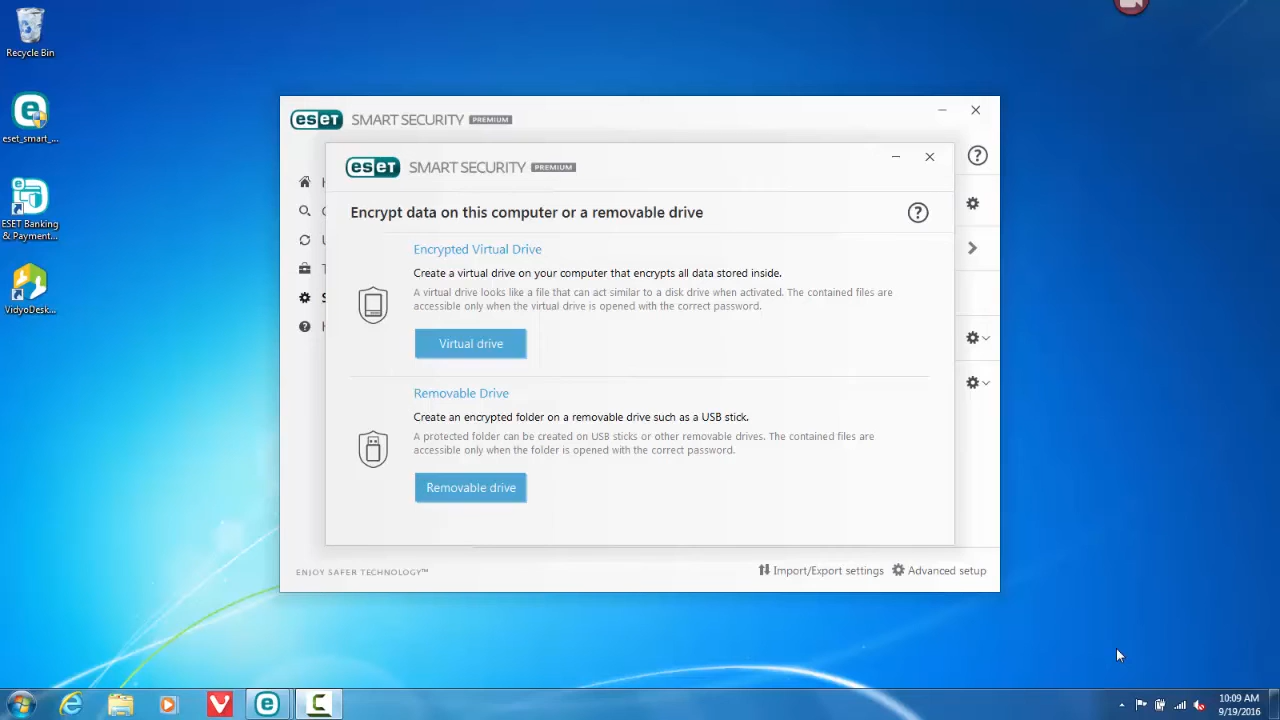 Recycle Bin
eset_smart_...
ESET Banking
& Payment...
VidyoDesk...
eset SMART SECURITY PREMIUM
eset SMART SECURITY PREMIUM
Encrypt data on this computer or a removable drive
Encrypted Virtual Drive
Create a virtual drive on your computer that encrypts all data stored inside.
A virtual drive looks like a file that can act similar to a disk drive when activated. The contained files are
accessible only when the virtual drive is opened with the correct password.
Virtual drive
Removable Drive
Create an encrypted folder on a removable drive such as a USB stick.
A protected folder can be created on USB sticks or other removable drives. The contained files are
accessible only when the folder is opened with the correct password.
Removable drive
ENJOY SAFER TECHNOLOGY™
Import/Export settings
Advanced setup
10:09 AM
9/19/2016